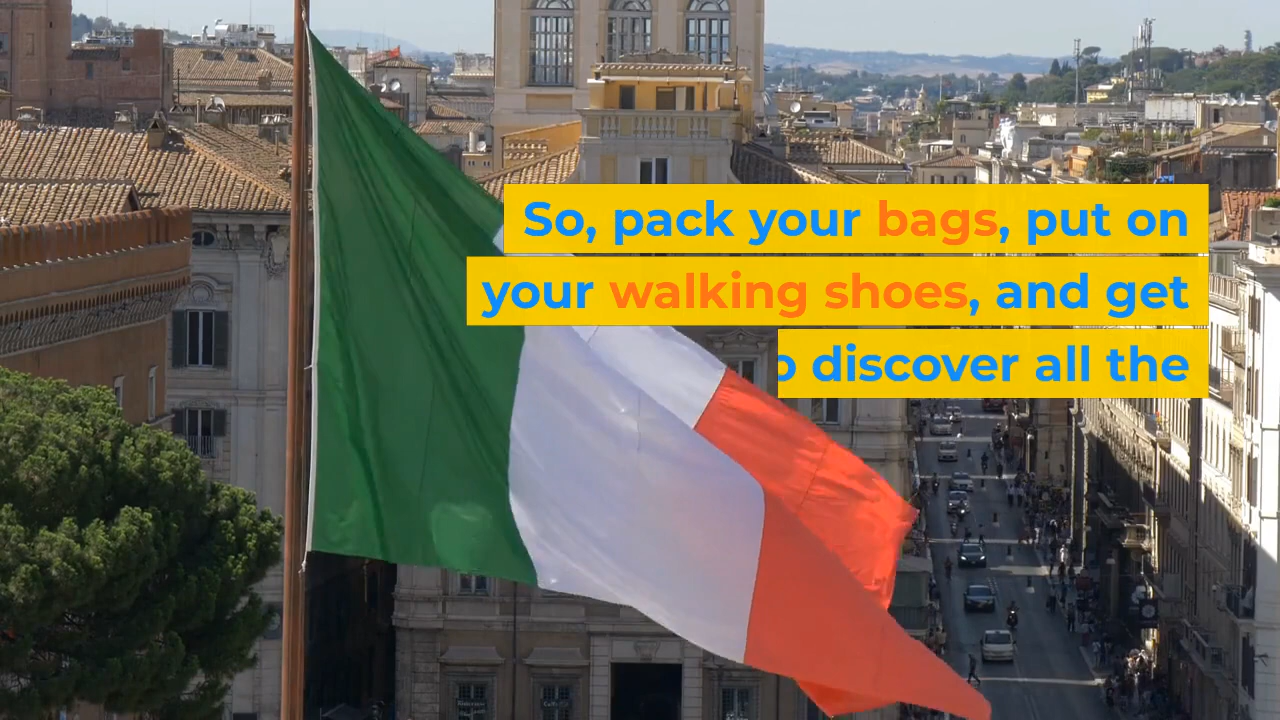 So, pack your bags, put on
your walking shoes, and get
discover all the